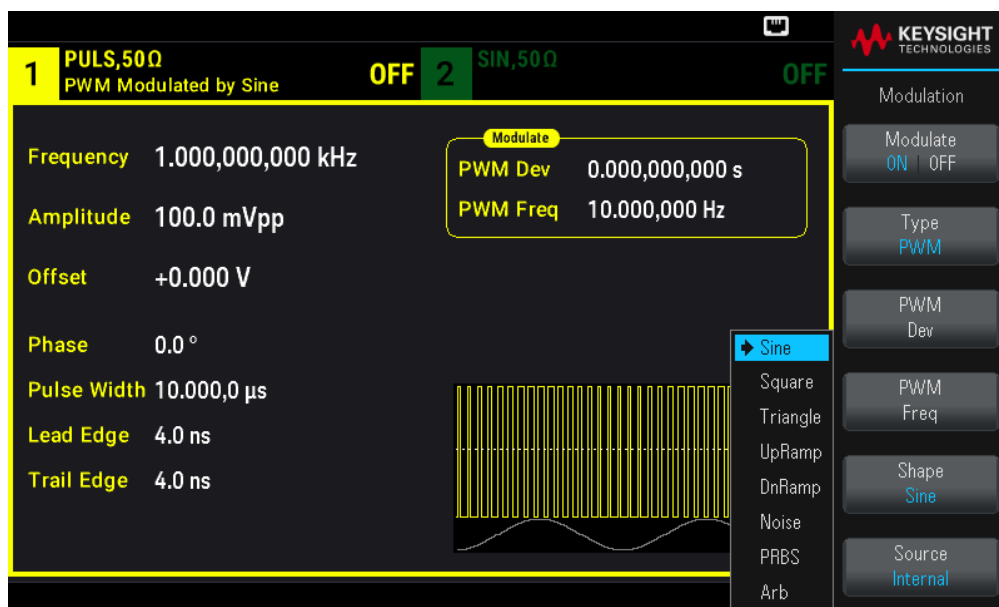 KEYSIGHT
TECHNOLOGIES
1
PULS,50Ω
PWM Modulated by Sine
OFF
2
SIN,50Ω
OFF
Frequency 1.000,000,000 kHz
Amplitude 100.0 mVpp
Offset +0.000 V
Phase 0.0 °
Pulse Width 10.000,0 µs
Lead Edge 4.0 ns
Trail Edge 4.0 ns
Modulate
PWM Dev 0.000,000,000 s
PWM Freq 10.000,000 Hz
Sine
Square
Triangle
UpRamp
DnRamp
Noise
PRBS
Arb
Modulation
Modulate
ON | OFF
Type
PWM
PWM
Dev
PWM
Freq
Shape
Sine
Source
Internal